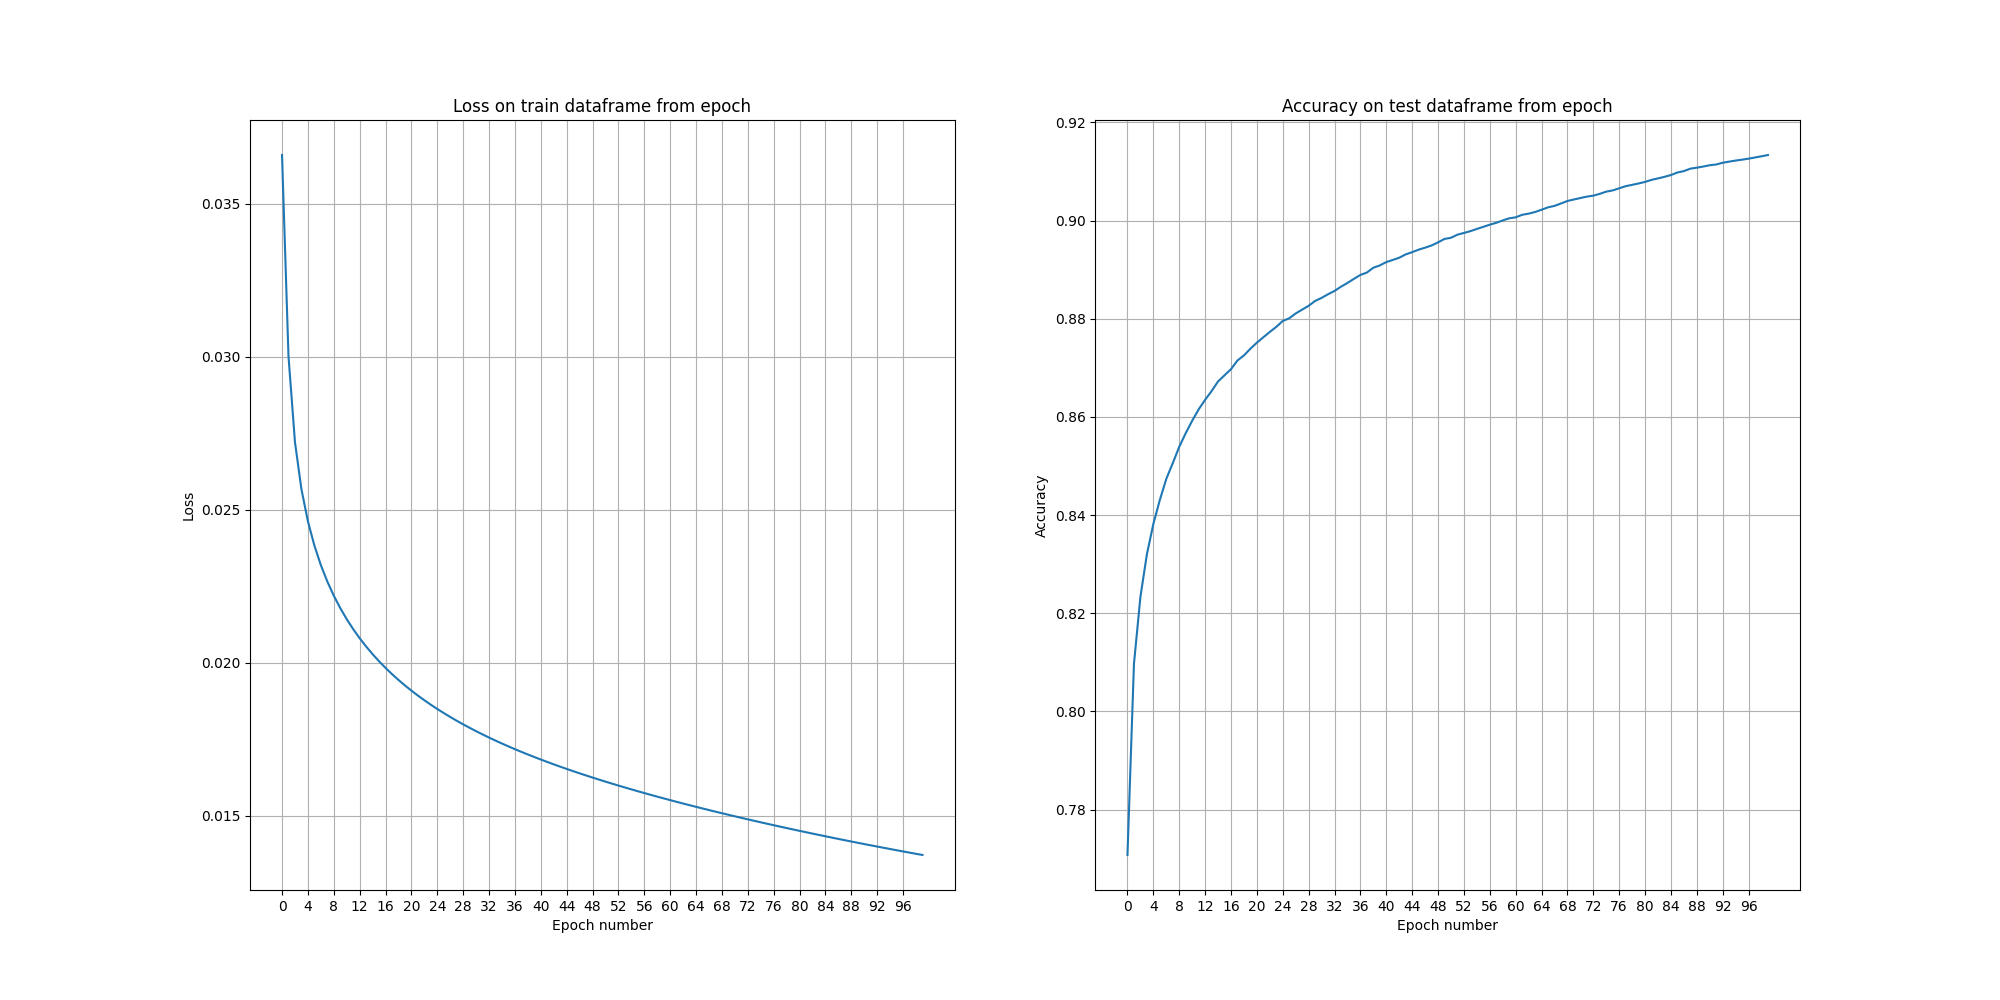 Loss on train dataframe from epoch
0.035
0.030
0.025
0.020
0.015
Loss
0 4 8 12 16 20 24 28 32 36 40 44 48 52 56 60 64 68 72 76 80 84 88 92 96
Epoch number
Accuracy on test dataframe from epoch
0.92
0.90
0.88
0.86
0.84
0.82
0.80
0.78
Accuracy
0 4 8 12 16 20 24 28 32 36 40 44 48 52 56 60 64 68 72 76 80 84 88 92 96
Epoch number